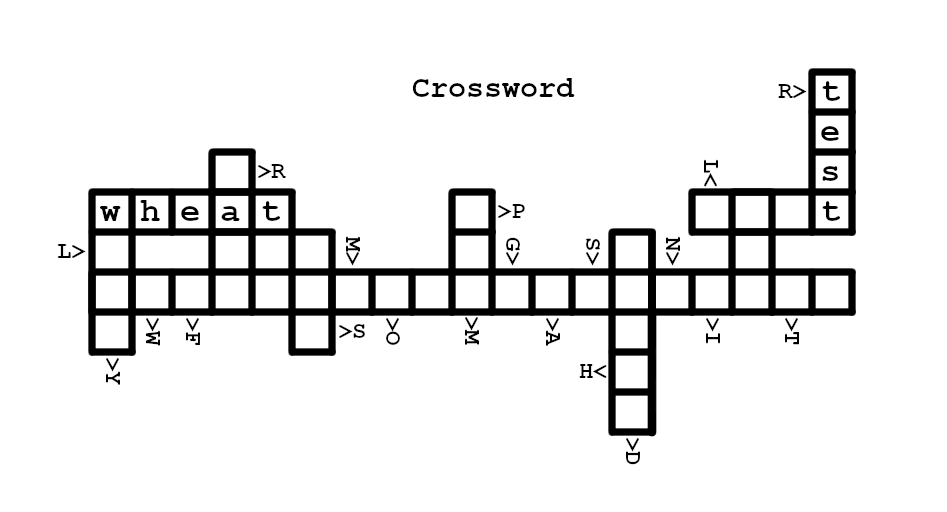 Crossword
R> t
e
L< s
>R
w h e a t >P t
L> M> G> S> N>
>S >W >F >O >M >A >I >T
>Y H<
>D